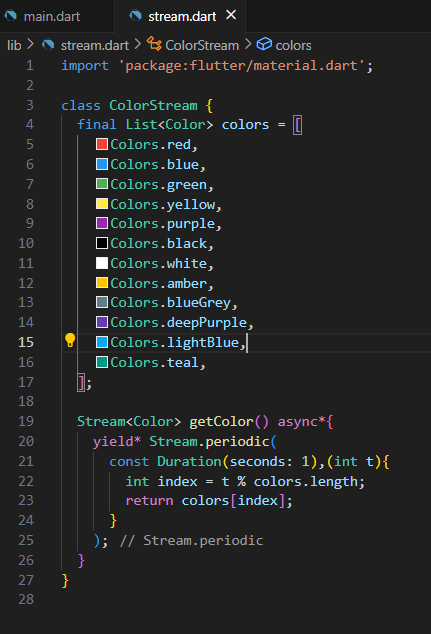 main.dart stream.dart
lib > stream.dart > ColorStream > colors
1 import 'package:flutter/material.dart';
2
3 class ColorStream {
4 final List<Color> colors = [
5 Colors.red,
6 Colors.blue,
7 Colors.green,
8 Colors.yellow,
9 Colors.purple,
10 Colors.black,
11 Colors.white,
12 Colors.amber,
13 Colors.blueGrey,
14 Colors.deepPurple,
15 Colors.lightBlue,
16 Colors.teal,
17 ];
18
19 Stream<Color> getColor() async*{
20 yield* Stream.periodic(
21 const Duration(seconds: 1),(int t){
22 int index = t % colors.length;
23 return colors[index];
24 }
25 ); // Stream.periodic
26 }
27 }
28